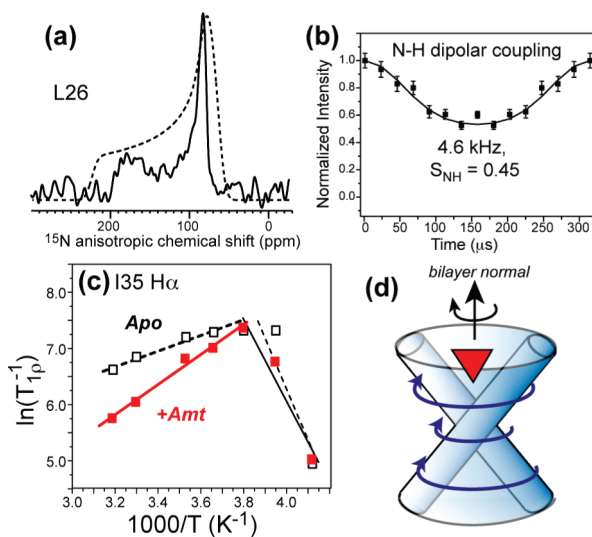 (a)
L26
200
100
0
¹⁵N anisotropic chemical shift (ppm)
(b)
N-H dipolar coupling
Normalized Intensity
1.0
0.8
0.6
0.4
0.2
0.0
4.6 kHz,
S_NH = 0.45
0
50
100
150
200
250
300
Time (μs)
(c) I35 Hα
Apo
+Amt
ln(T₁ρ⁻¹)
8.0
7.0
6.0
5.0
3.0
3.2
3.4
3.6
3.8
4.0
1000/T (K⁻¹)
(d)
bilayer normal